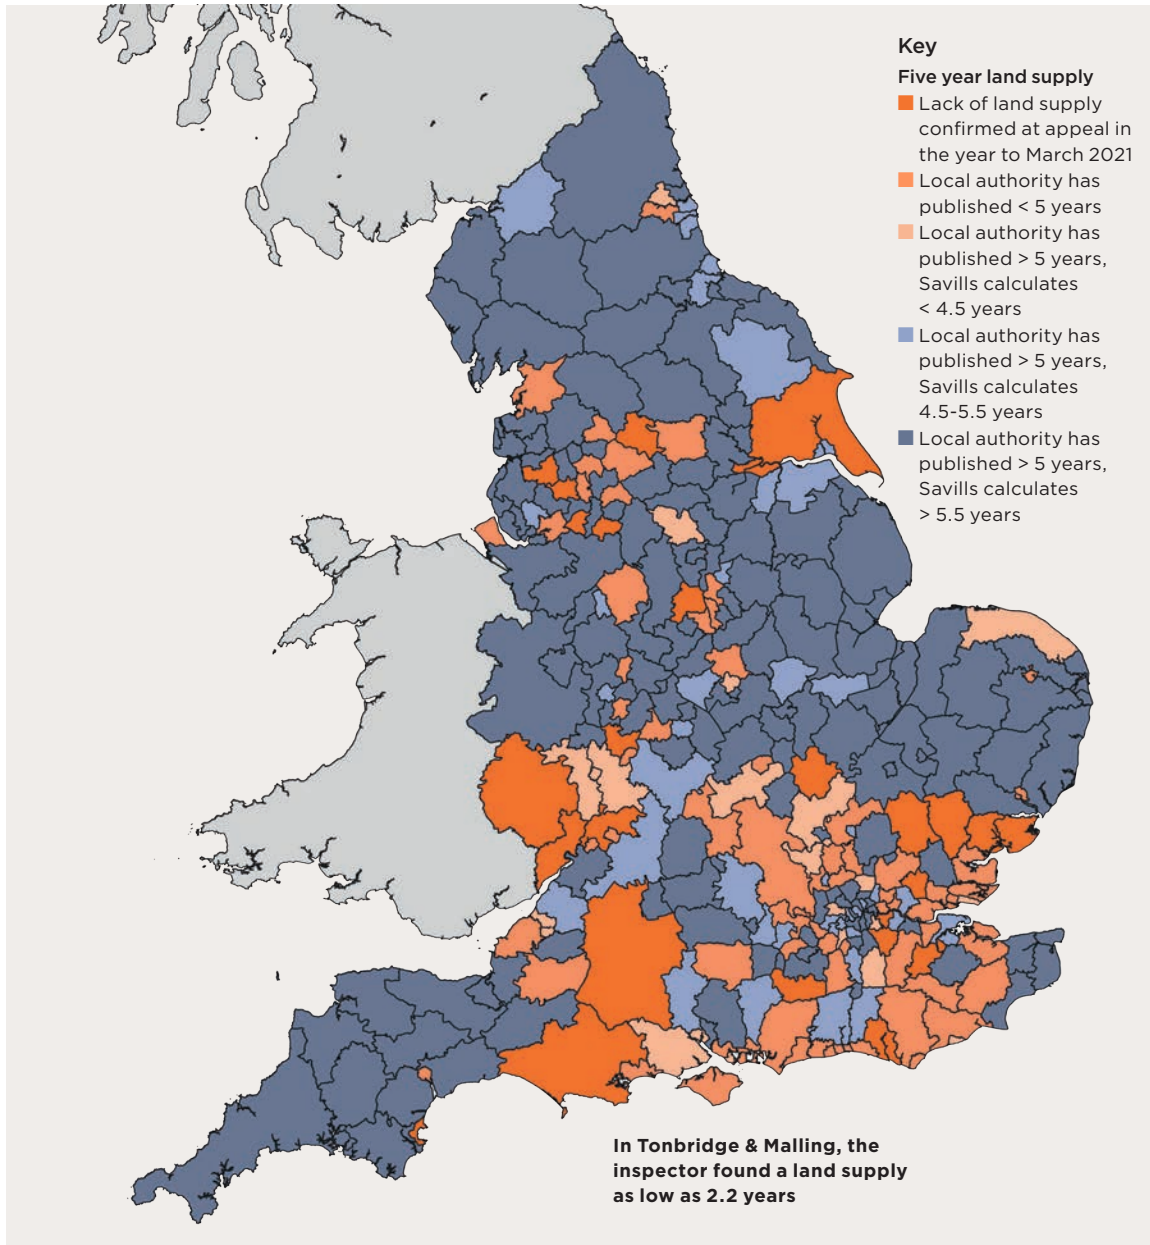 Key
Five year land supply
Lack of land supply
confirmed at appeal in
the year to March 2021
Local authority has
published < 5 years
Local authority has
published > 5 years,
Savills calculates
< 4.5 years
Local authority has
published > 5 years,
Savills calculates
4.5-5.5 years
Local authority has
published > 5 years,
Savills calculates
> 5.5 years
In Tonbridge & Malling, the
inspector found a land supply
as low as 2.2 years